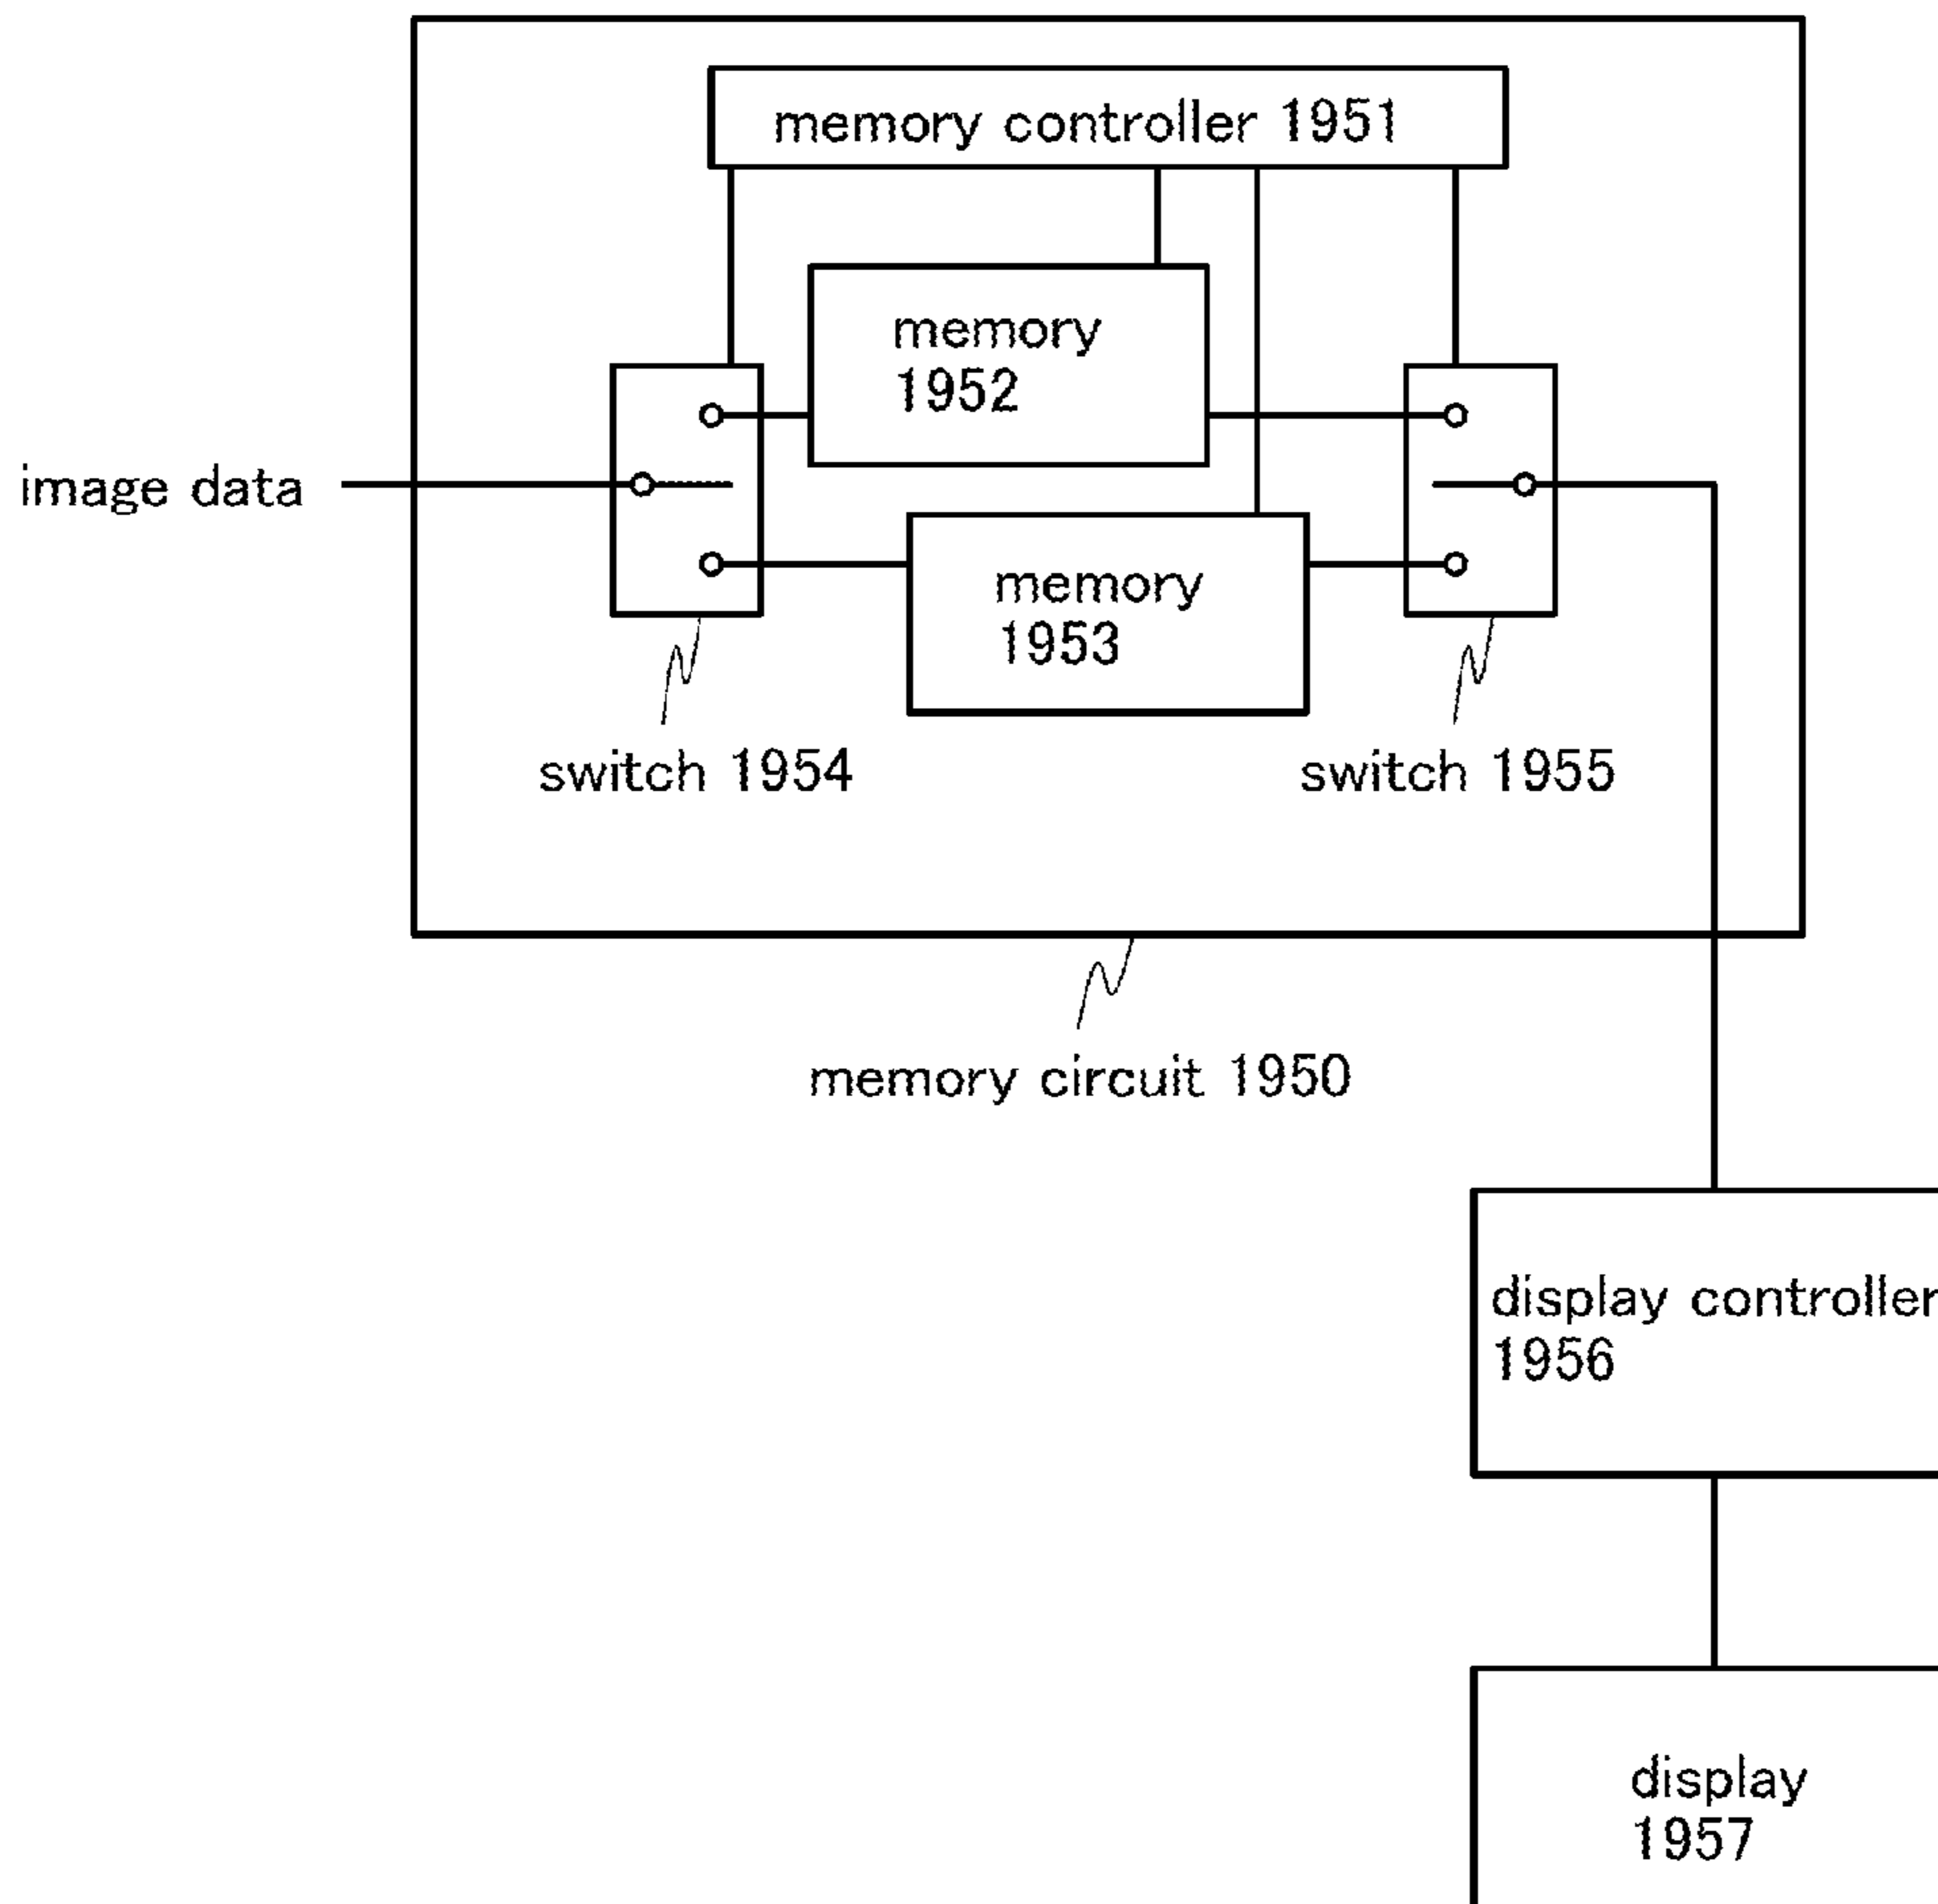 memory controller 1951
memory
1952
image data
memory
1953
switch 1954
switch 1955
memory circuit 1950
display controller
1956
display
1957